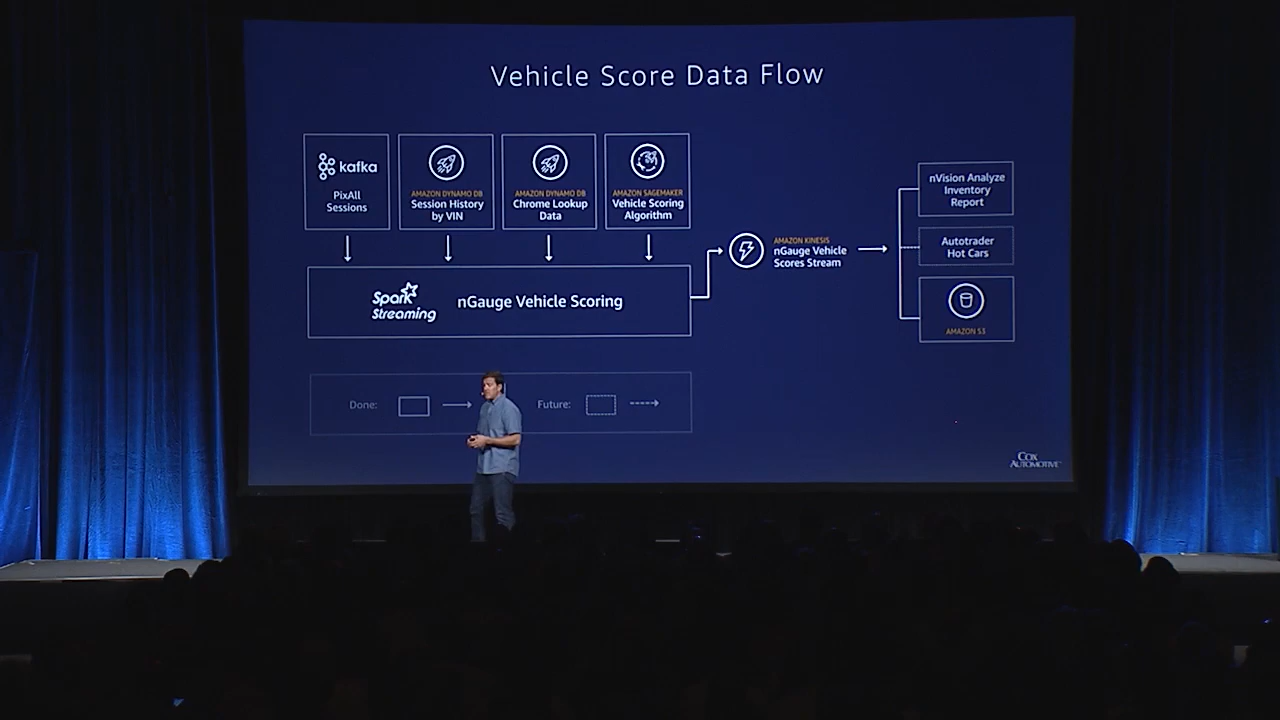 Vehicle Score Data Flow
kafka
PixAll
Sessions
AMAZON DYNAMO DB
Session History
by VIN
AMAZON DYNAMO DB
Chrome Lookup
Data
AMAZON SAGEMAKER
Vehicle Scoring
Algorithm
Spark
Streaming
nGauge Vehicle Scoring
AMAZON KINESIS
nGauge Vehicle
Scores Stream
nVision Analyze
Inventory
Report
Autotrader
Hot Cars
AMAZON S3
Done:
Future:
COX
AUTOMOTIVE